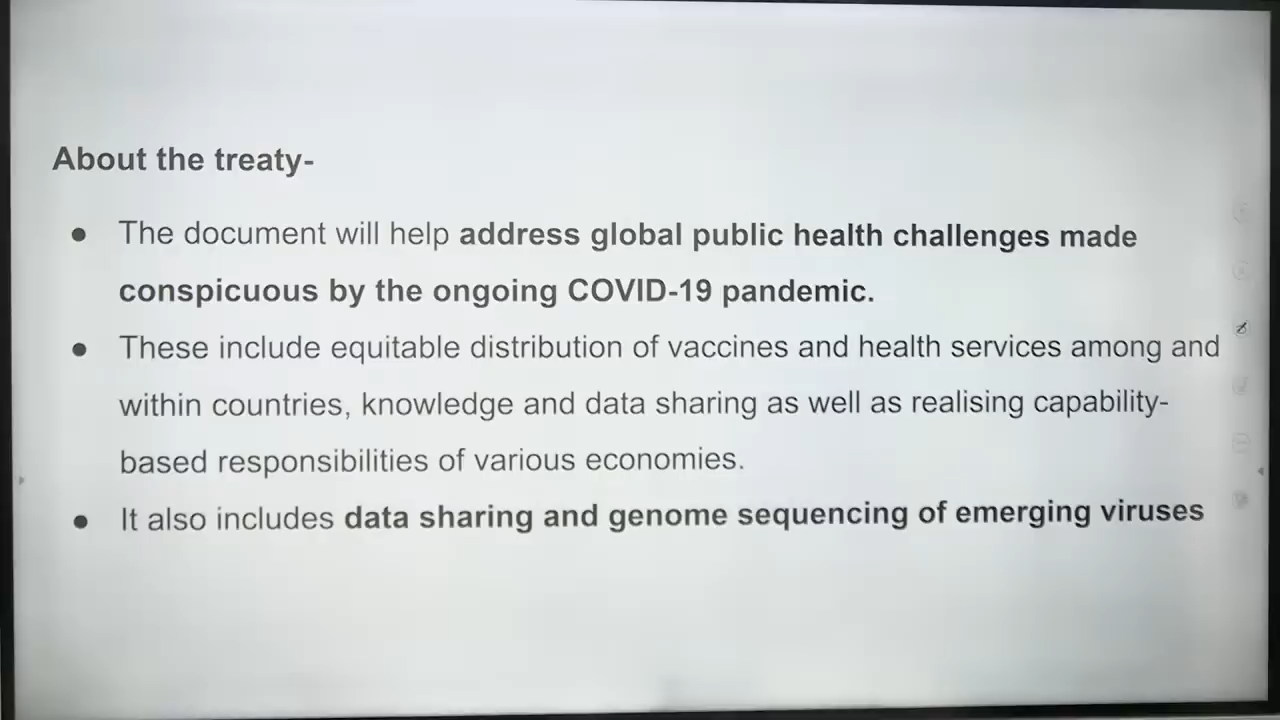 About the treaty-
● The document will help address global public health challenges made
conspicuous by the ongoing COVID-19 pandemic.
● These include equitable distribution of vaccines and health services among and
within countries, knowledge and data sharing as well as realising capability-
based responsibilities of various economies.
● It also includes data sharing and genome sequencing of emerging viruses